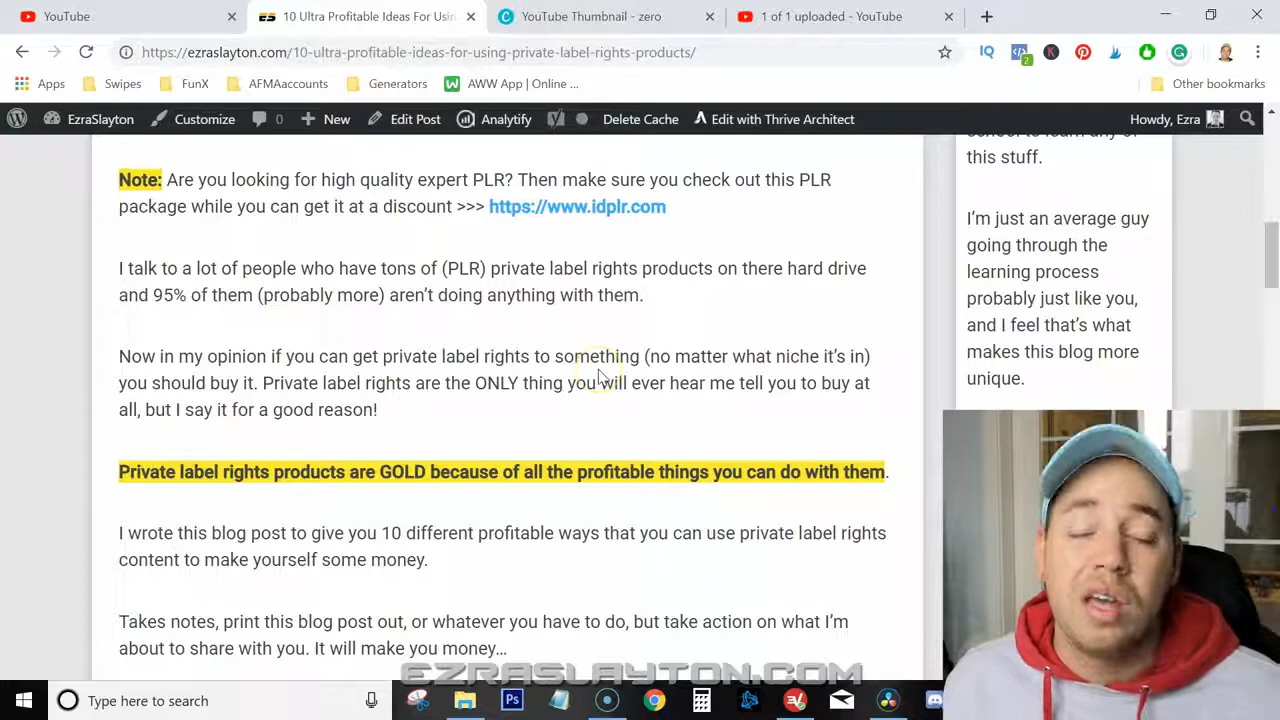 YouTube
10 Ultra Profitable Ideas For Usin
YouTube Thumbnail - zero
1 of 1 uploaded - YouTube
https://ezraslayton.com/10-ultra-profitable-ideas-for-using-private-label-rights-products/
Apps
Swipes
FunX
AFMAaccounts
Generators
AWW App | Online ...
Other bookmarks
EzraSlayton
Customize
0
New
Edit Post
Analytify
Delete Cache
Edit with Thrive Architect
Howdy, Ezra
Note: Are you looking for high quality expert PLR? Then make sure you check out this PLR
package while you can get it at a discount >>> https://www.idplr.com
I talk to a lot of people who have tons of (PLR) private label rights products on there hard drive
and 95% of them (probably more) aren't doing anything with them.
Now in my opinion if you can get private label rights to something (no matter what niche it's in)
you should buy it. Private label rights are the ONLY thing you will ever hear me tell you to buy at
all, but I say it for a good reason!
Private label rights products are GOLD because of all the profitable things you can do with them.
I wrote this blog post to give you 10 different profitable ways that you can use private label rights
content to make yourself some money.
Takes notes, print this blog post out, or whatever you have to do, but take action on what I'm
about to share with you. It will make you money...
school to learn any of
this stuff.
I'm just an average guy
going through the
learning process
probably just like you,
and I feel that's what
makes this blog more
unique.
EZRASLAYTON.COM
Type here to search